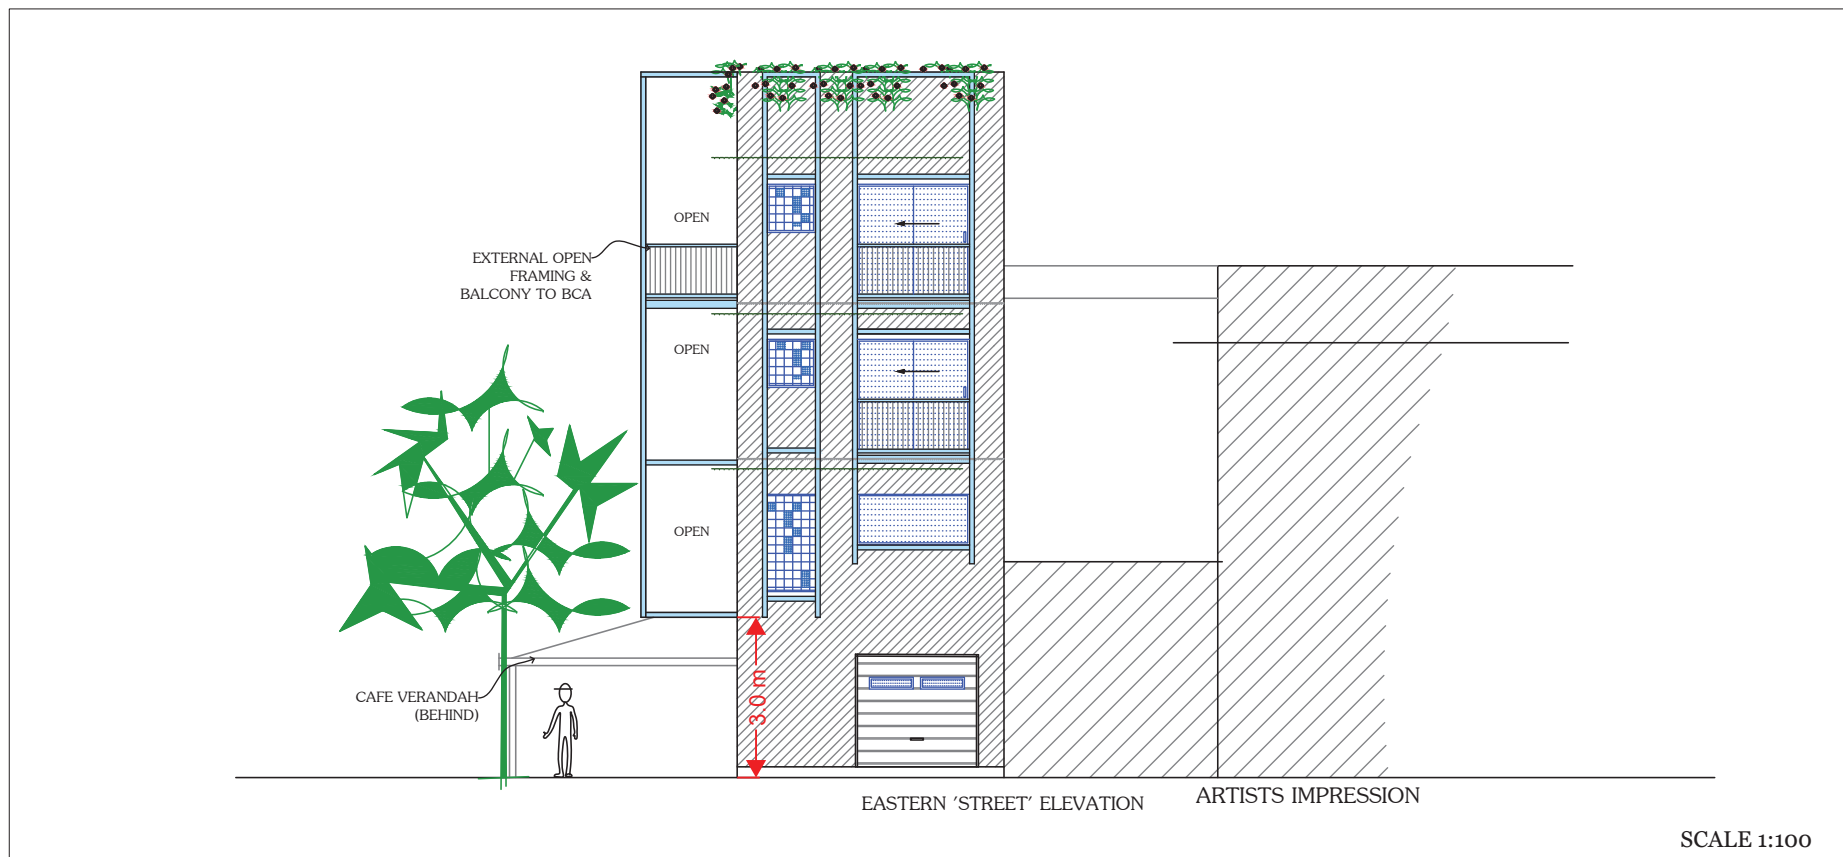 OPEN
EXTERNAL OPEN
FRAMING &
BALCONY TO BCA
OPEN
OPEN
CAFE VERANDAH
(BEHIND)
3.0 m
EASTERN 'STREET' ELEVATION
ARTISTS IMPRESSION
SCALE 1:100